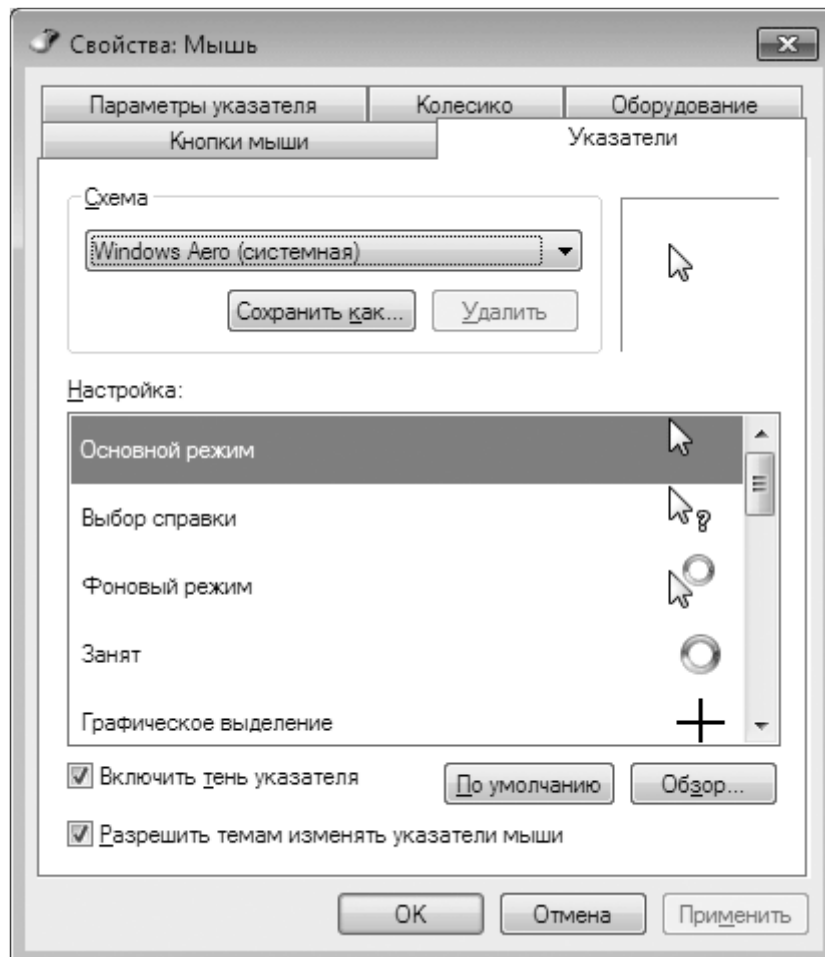 Свойства: Мышь
Параметры указателя Колесико Оборудование
Кнопки мыши Указатели
Схема
Windows Aero (системная)
Сохранить как... Удалить
Настройка:
Основной режим
Выбор справки
Фоновый режим
Занят
Графическое выделение
Включить тень указателя По умолчанию Обзор...
Разрешить темам изменять указатели мыши
OK Отмена Применить